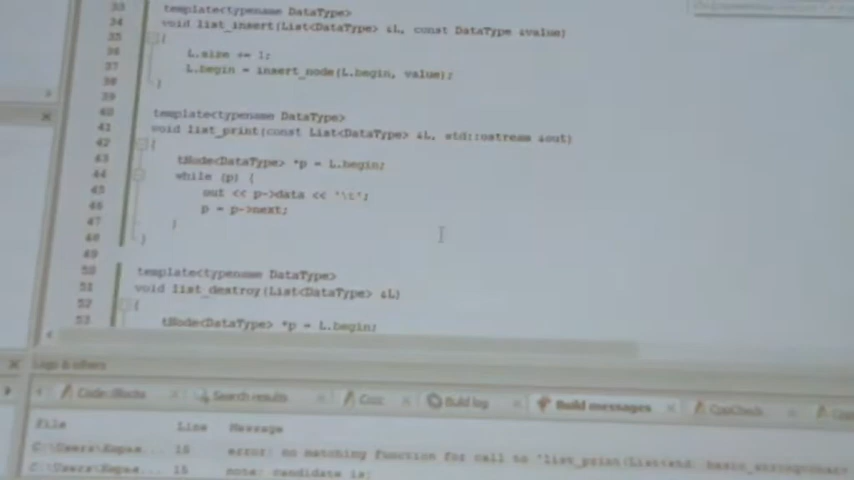 33 template<typename DataType>
34 void list_insert(List<DataType> &L, const DataType &value)
35 {
36 L.size += 1;
37 L.begin = insert_node(L.begin, value);
38 }
39
40 template<typename DataType>
41 void list_print(const List<DataType> &L, std::ostream &out)
42 {
43 tNode<DataType> *p = L.begin;
44 while (p) {
45 out << p->data << "\t";
46 p = p->next;
47 }
48 }
49
50 template<typename DataType>
51 void list_destroy(List<DataType> &L)
52 {
53 tNode<DataType> *p = L.begin;
Logs & others
Code::Blocks
Search results
Cccc
Build log
Build messages
CppCheck
File Line Message
C:\Users\ 15 error: no matching function for call to 'list_print(List<std::basic_string<char>
C:\Users\ 15 note: candidate is: